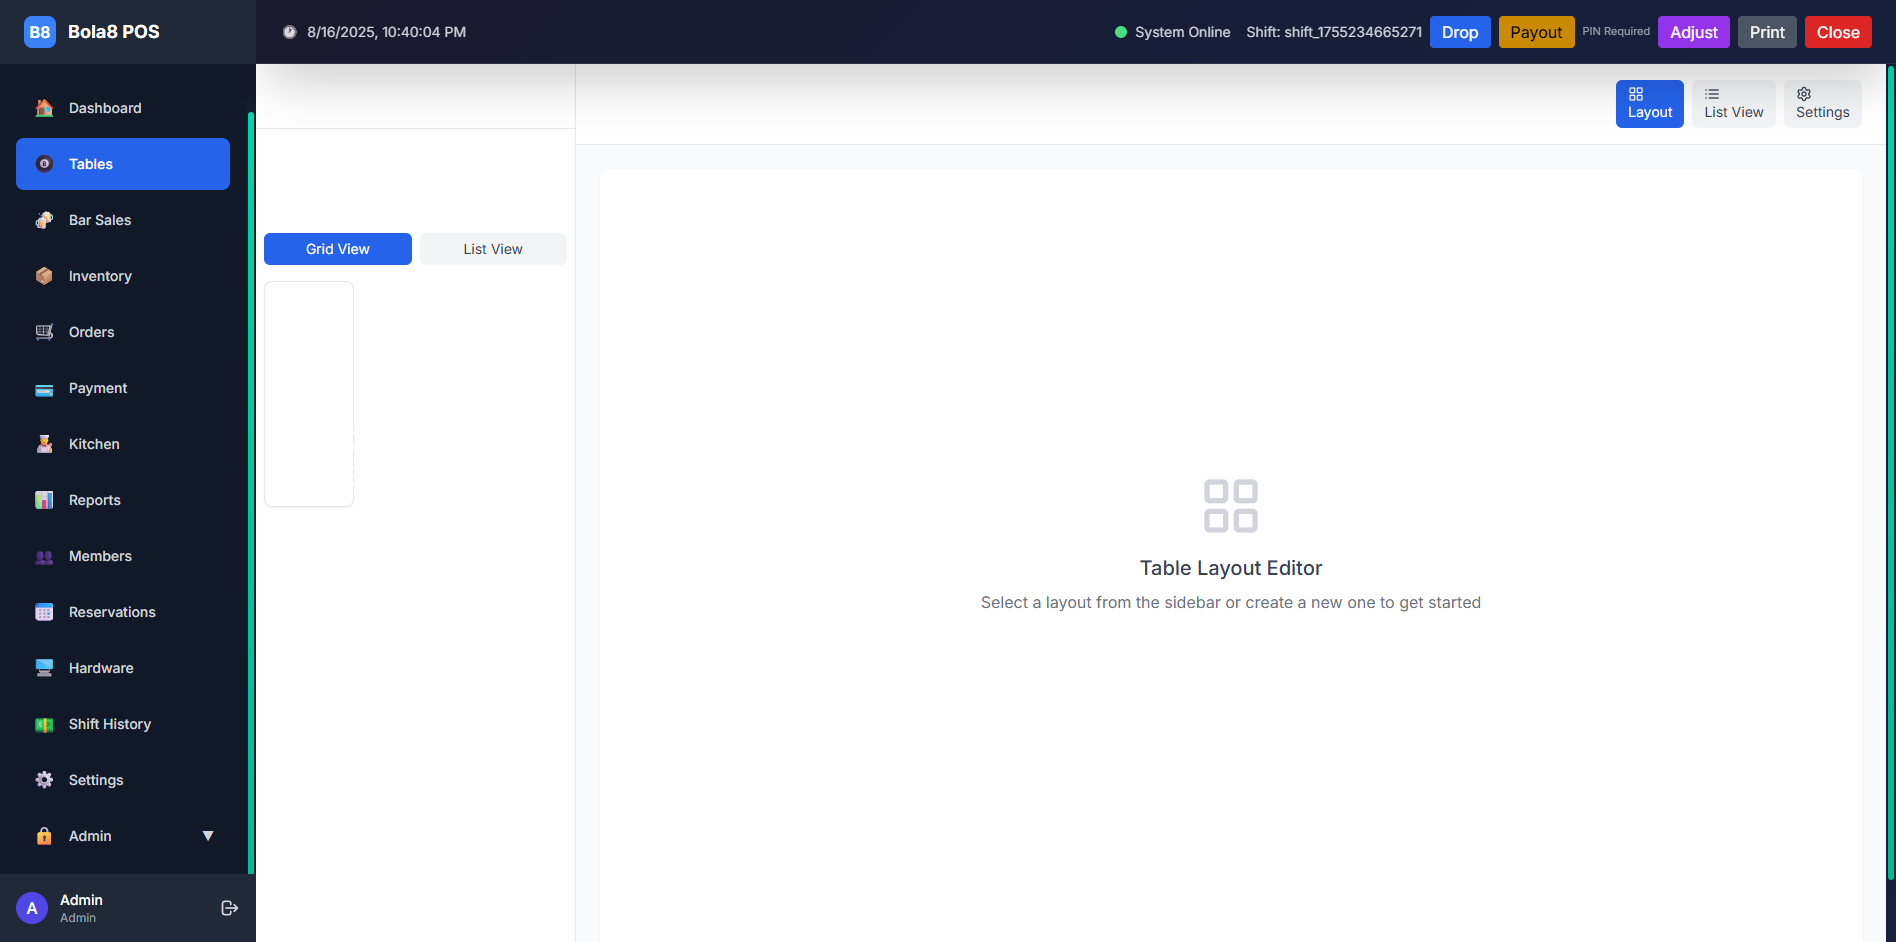 B8 Bola8 POS
8/16/2025, 10:40:04 PM
System Online
Shift: shift_1755234665271
Drop
Payout
PIN Required
Adjust
Print
Close
Dashboard
Tables
Bar Sales
Inventory
Orders
Payment
Kitchen
Reports
Members
Reservations
Hardware
Shift History
Settings
Admin ▼
A
Admin
Admin
Grid View
List View
Layout
List View
Settings
Table Layout Editor
Select a layout from the sidebar or create a new one to get started